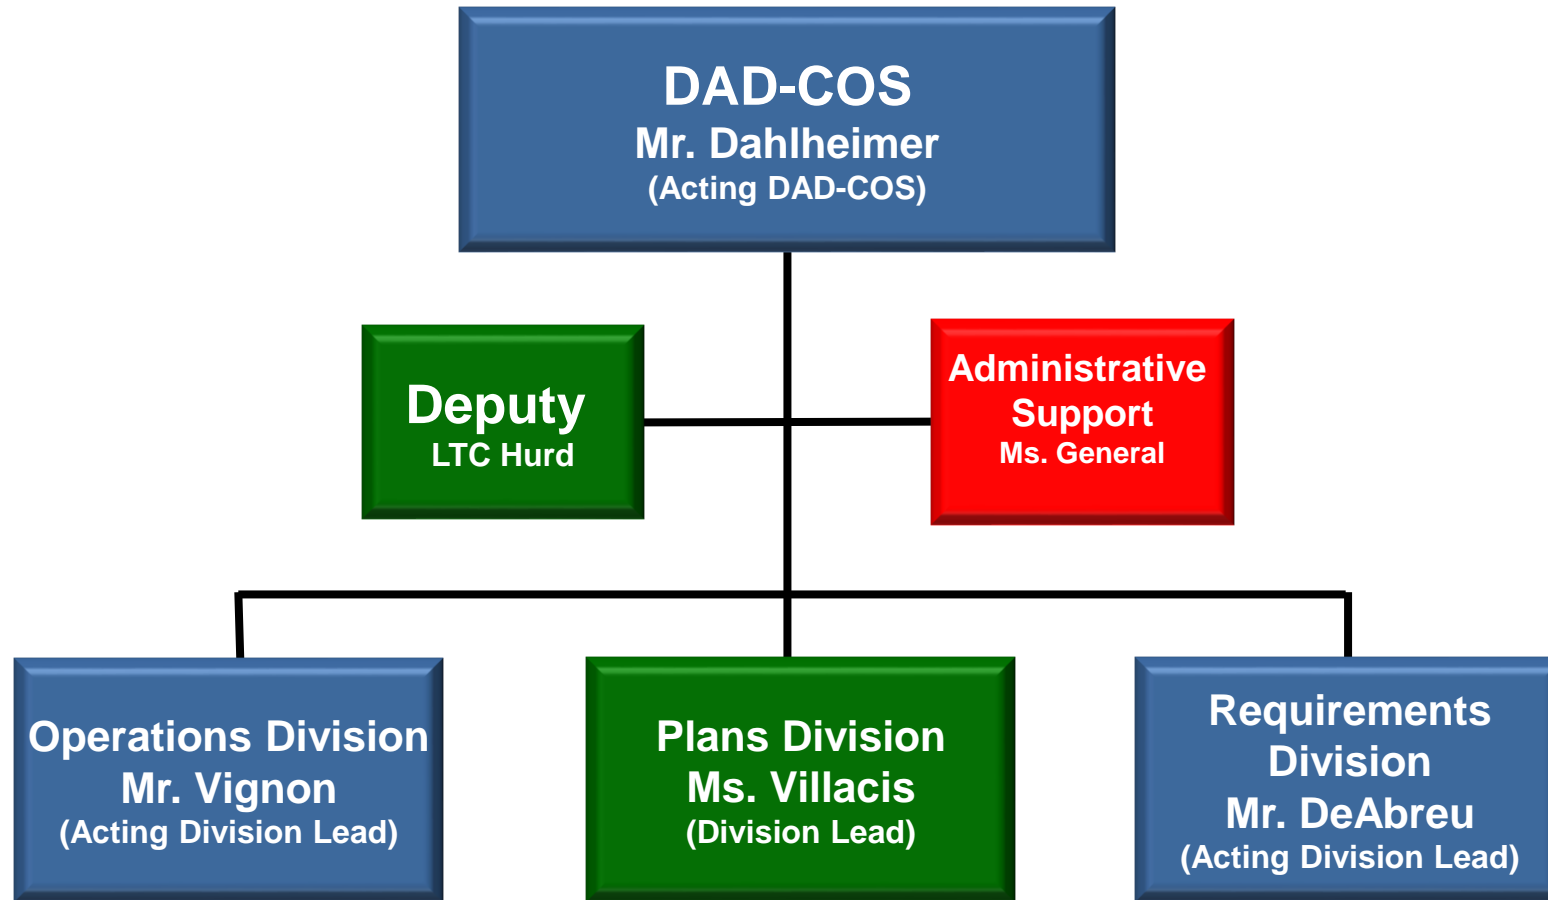 DAD-COS
Mr. Dahlheimer
(Acting DAD-COS)
Deputy
LTC Hurd
Administrative
Support
Ms. General
Operations Division
Mr. Vignon
(Acting Division Lead)
Plans Division
Ms. Villacis
(Division Lead)
Requirements
Division
Mr. DeAbreu
(Acting Division Lead)